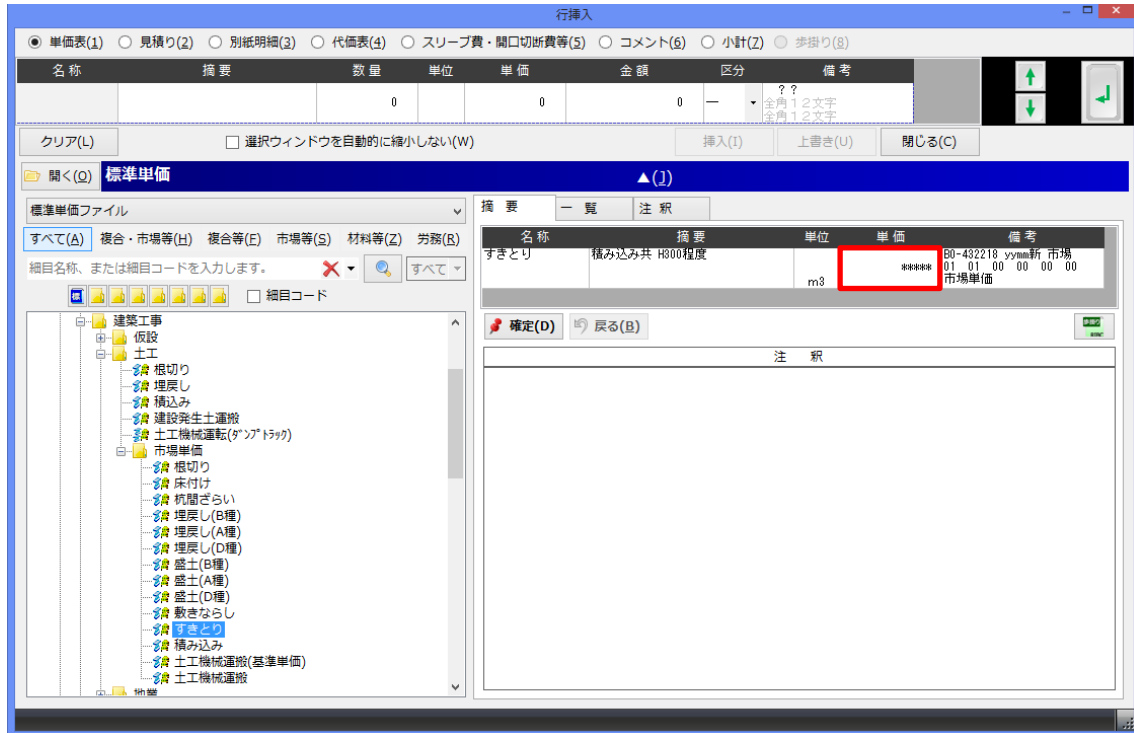 行挿入
単価表(1) 見積り(2) 別紙明細(3) 代価表(4) スリーブ費・開口切断費等(5) コメント(6) 小計(7) 歩掛り(8)
名称 摘要 数量 単位 単価 金額 区分 備考
0 0 0 ― ??
全角12文字
全角12文字
クリア(L) 選択ウィンドウを自動的に縮小しない(W) 挿入(I) 上書き(U) 閉じる(C)
開く(O) 標準単価 ▲(J)
標準単価ファイル
すべて(A) 複合・市場等(H) 複合等(F) 市場等(S) 材料等(Z) 労務(R)
細目名称、または細目コードを入力します。 すべて
細目コード
建築工事
仮設
土工
根切り
埋戻し
積込み
建設発生土運搬
土工機械運転(ダンプトラック)
市場単価
根切り
床付け
杭間ざらい
埋戻し(B種)
埋戻し(A種)
埋戻し(D種)
盛土(B種)
盛土(A種)
盛土(D種)
敷きならし
すきとり
積み込み
土工機械運搬(基準単価)
土工機械運搬
地業
摘要 一覧 注釈
名称 摘要 単位 単価 備考
すきとり 積み込み共 H300程度 B0-432218 yymm新 市場
***** 01 01 00 00 00 00
m3 市場単価
確定(D) 戻る(B)
注釈